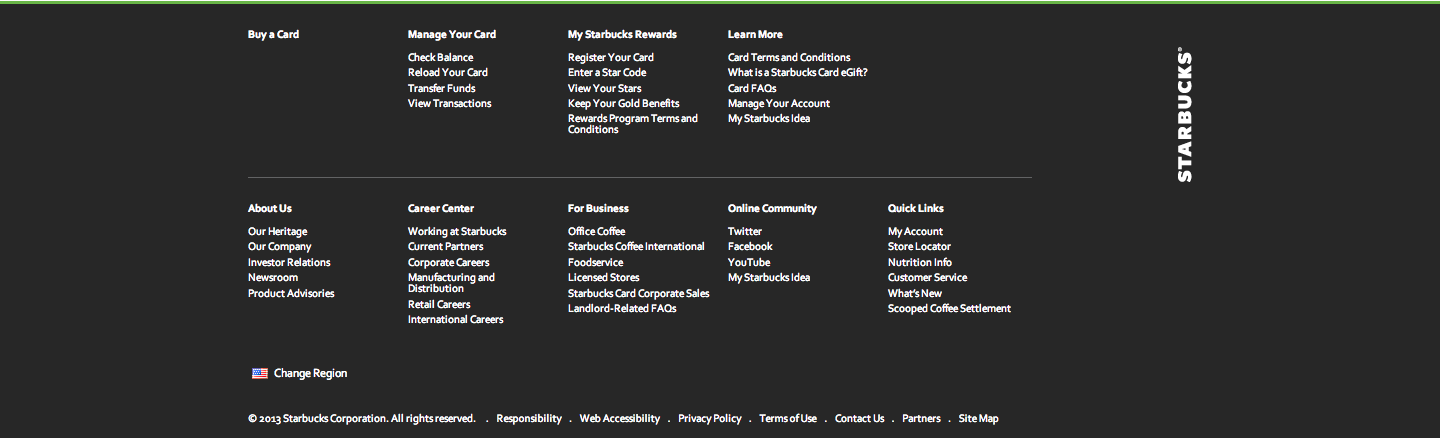 Buy a Card
Manage Your Card
Check Balance
Reload Your Card
Transfer Funds
View Transactions
My Starbucks Rewards
Register Your Card
Enter a Star Code
View Your Stars
Keep Your Gold Benefits
Rewards Program Terms and
Conditions
Learn More
Card Terms and Conditions
What is a Starbucks Card eGift?
Card FAQs
Manage Your Account
My Starbucks Idea
STARBUCKS®
About Us
Our Heritage
Our Company
Investor Relations
Newsroom
Product Advisories
Career Center
Working at Starbucks
Current Partners
Corporate Careers
Manufacturing and
Distribution
Retail Careers
International Careers
For Business
Office Coffee
Starbucks Coffee International
Foodservice
Licensed Stores
Starbucks Card Corporate Sales
Landlord-Related FAQs
Online Community
Twitter
Facebook
YouTube
My Starbucks Idea
Quick Links
My Account
Store Locator
Nutrition Info
Customer Service
What's New
Scooped Coffee Settlement
Change Region
© 2013 Starbucks Corporation. All rights reserved. . Responsibility . Web Accessibility . Privacy Policy . Terms of Use . Contact Us . Partners . Site Map